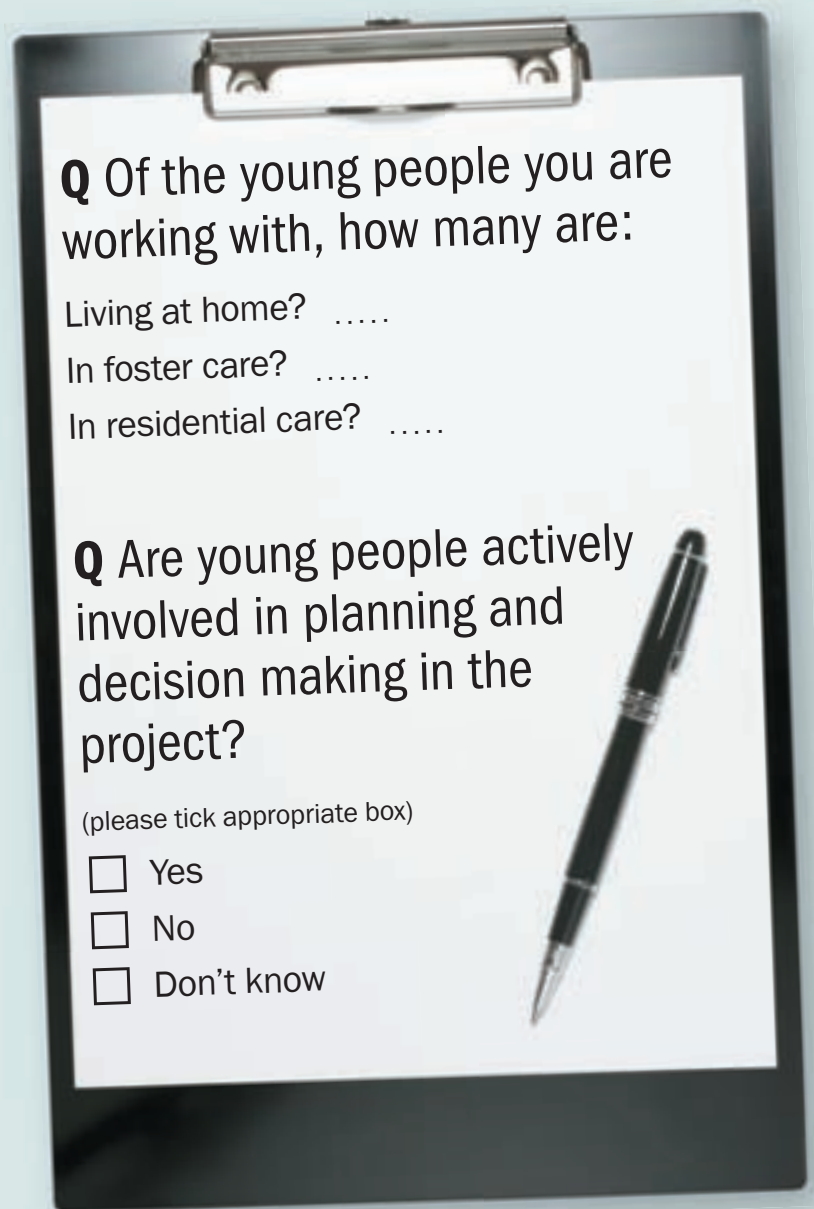 Q Of the young people you are
working with, how many are:
Living at home? .....
In foster care? .....
In residential care? .....
Q Are young people actively
involved in planning and
decision making in the
project?
(please tick appropriate box)
Yes
No
Don't know